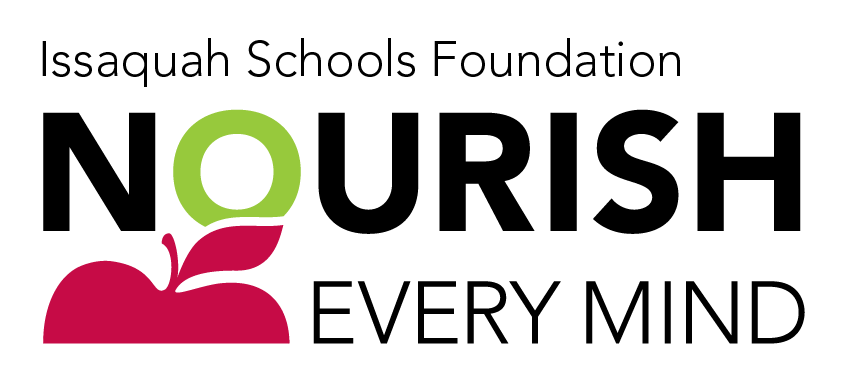 Issaquah Schools Foundation
NOURISH
EVERY MIND